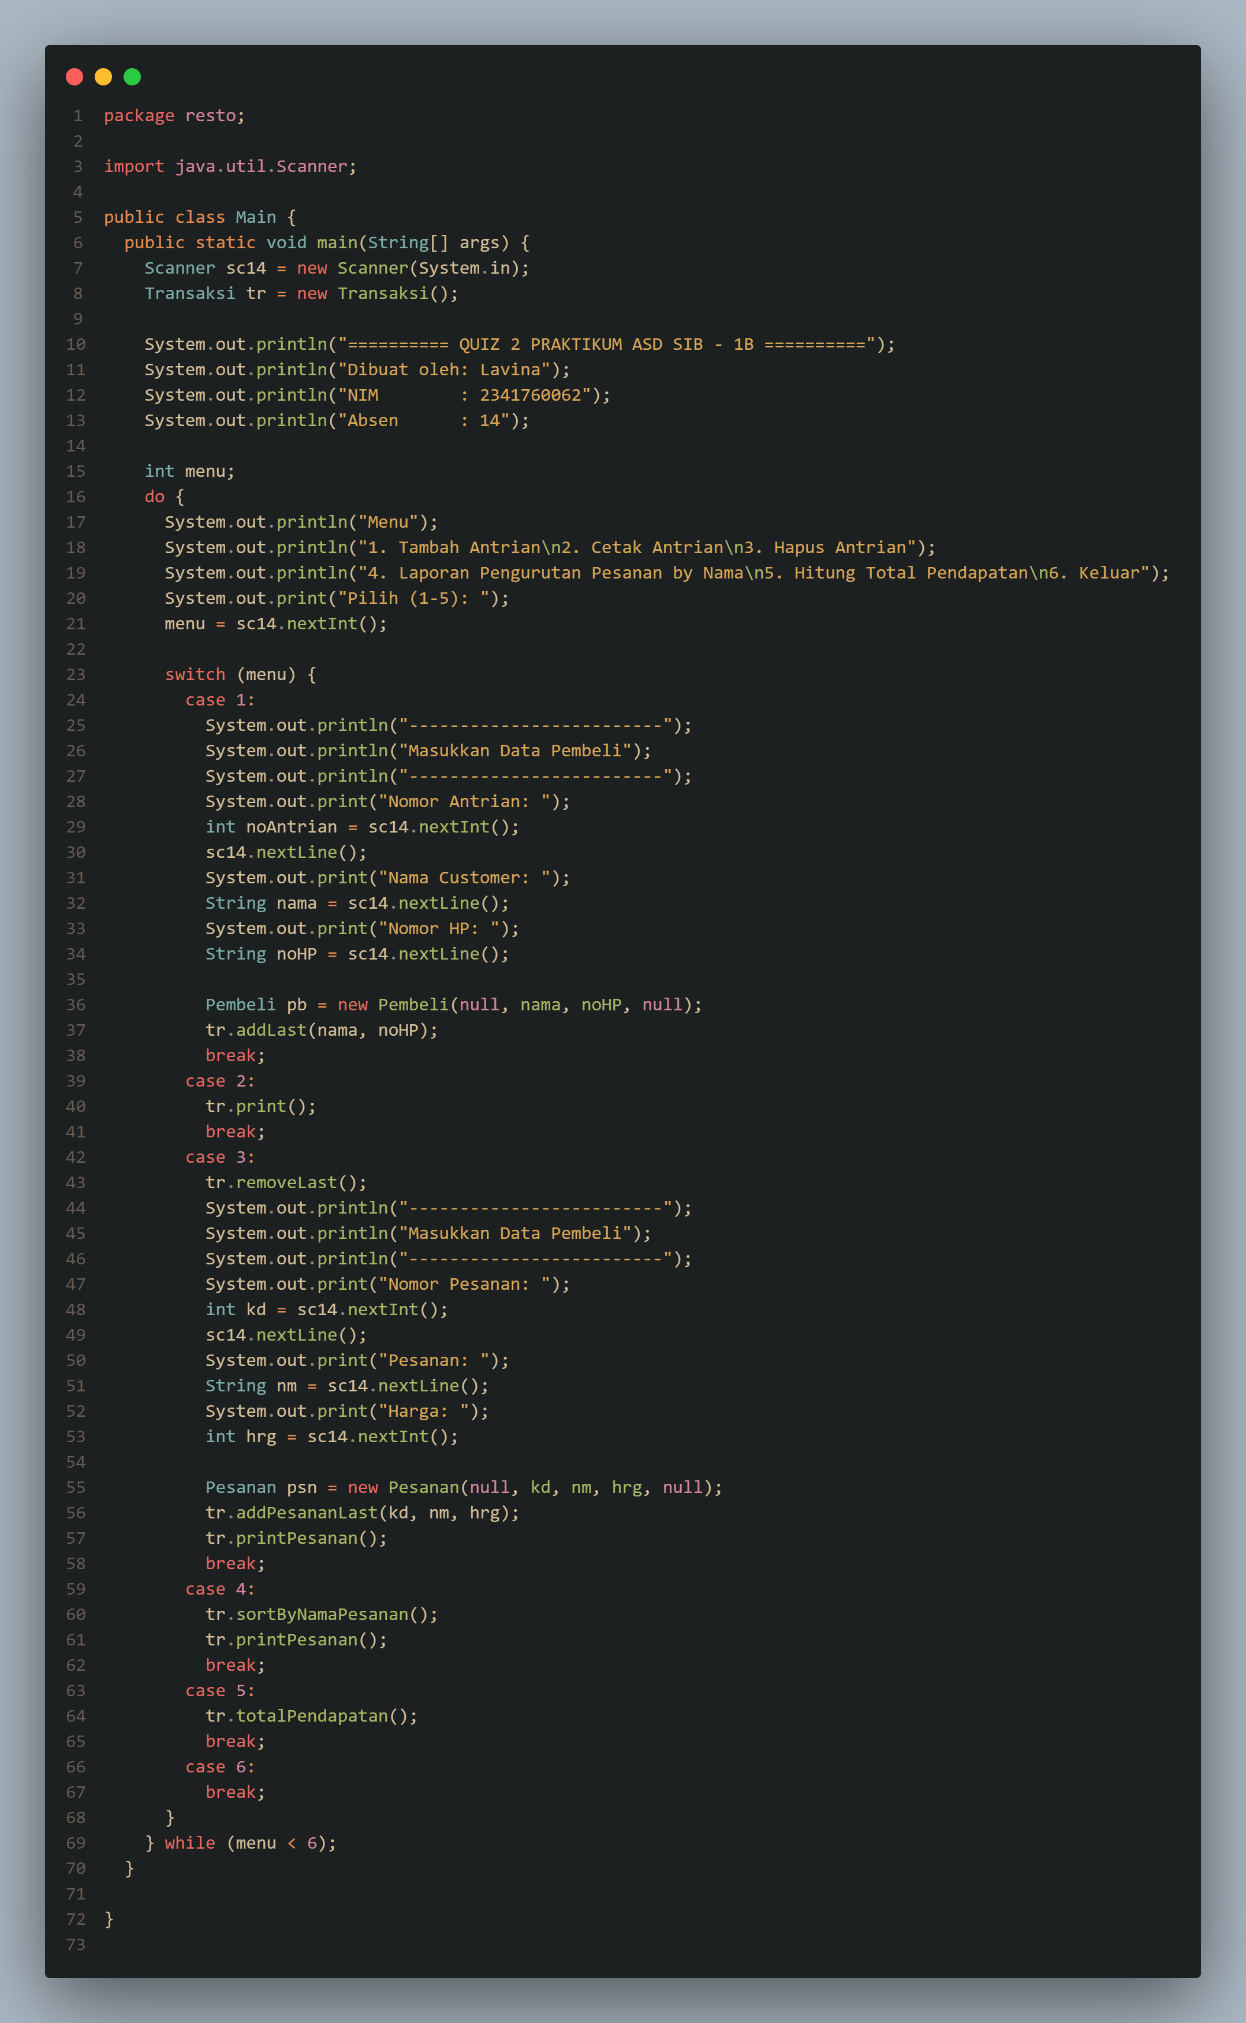 1 package resto;
2
3 import java.util.Scanner;
4
5 public class Main {
6   public static void main(String[] args) {
7     Scanner sc14 = new Scanner(System.in);
8     Transaksi tr = new Transaksi();
9
10     System.out.println("========== QUIZ 2 PRAKTIKUM ASD SIB - 1B ==========");
11     System.out.println("Dibuat oleh: Lavina");
12     System.out.println("NIM        : 2341760062");
13     System.out.println("Absen      : 14");
14
15     int menu;
16     do {
17       System.out.println("Menu");
18       System.out.println("1. Tambah Antrian\n2. Cetak Antrian\n3. Hapus Antrian");
19       System.out.println("4. Laporan Pengurutan Pesanan by Nama\n5. Hitung Total Pendapatan\n6. Keluar");
20       System.out.print("Pilih (1-5): ");
21       menu = sc14.nextInt();
22
23       switch (menu) {
24         case 1:
25           System.out.println("-------------------------");
26           System.out.println("Masukkan Data Pembeli");
27           System.out.println("-------------------------");
28           System.out.print("Nomor Antrian: ");
29           int noAntrian = sc14.nextInt();
30           sc14.nextLine();
31           System.out.print("Nama Customer: ");
32           String nama = sc14.nextLine();
33           System.out.print("Nomor HP: ");
34           String noHP = sc14.nextLine();
35
36           Pembeli pb = new Pembeli(null, nama, noHP, null);
37           tr.addLast(nama, noHP);
38           break;
39         case 2:
40           tr.print();
41           break;
42         case 3:
43           tr.removeLast();
44           System.out.println("-------------------------");
45           System.out.println("Masukkan Data Pembeli");
46           System.out.println("-------------------------");
47           System.out.print("Nomor Pesanan: ");
48           int kd = sc14.nextInt();
49           sc14.nextLine();
50           System.out.print("Pesanan: ");
51           String nm = sc14.nextLine();
52           System.out.print("Harga: ");
53           int hrg = sc14.nextInt();
54
55           Pesanan psn = new Pesanan(null, kd, nm, hrg, null);
56           tr.addPesananLast(kd, nm, hrg);
57           tr.printPesanan();
58           break;
59         case 4:
60           tr.sortByNamaPesanan();
61           tr.printPesanan();
62           break;
63         case 5:
64           tr.totalPendapatan();
65           break;
66         case 6:
67           break;
68       }
69     } while (menu < 6);
70   }
71
72 }
73